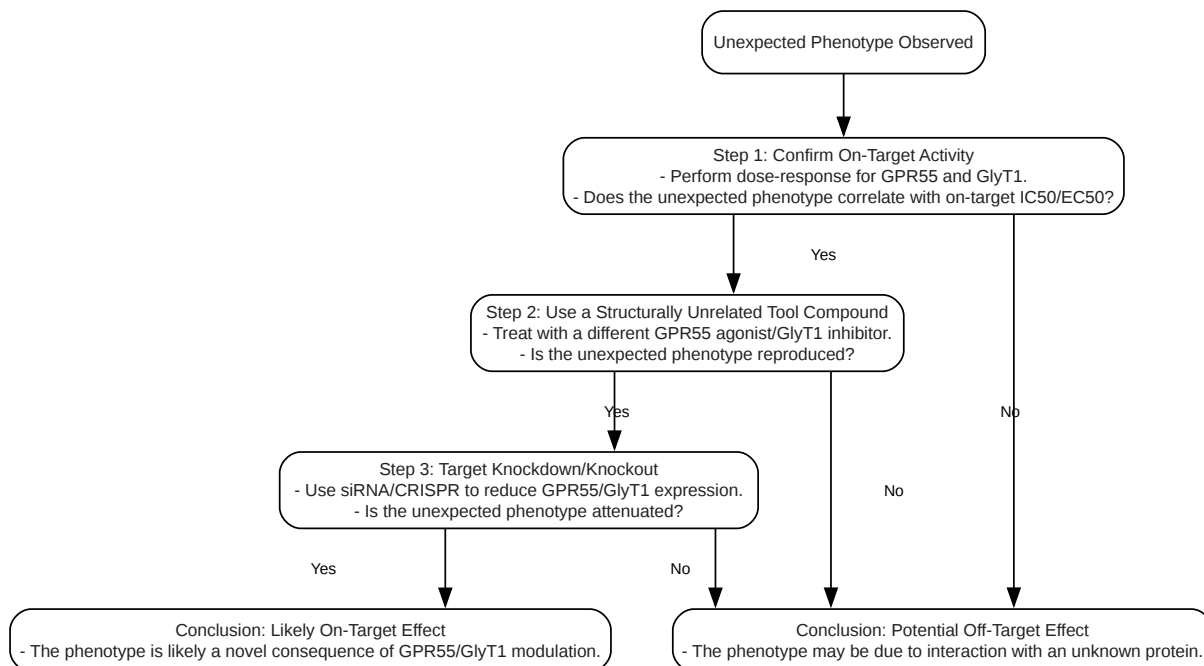 Unexpected Phenotype Observed
Step 1: Confirm On-Target Activity
- Perform dose-response for GPR55 and GlyT1.
- Does the unexpected phenotype correlate with on-target IC50/EC50?
Yes
Step 2: Use a Structurally Unrelated Tool Compound
- Treat with a different GPR55 agonist/GlyT1 inhibitor.
- Is the unexpected phenotype reproduced?
Yes
No
Step 3: Target Knockdown/Knockout
- Use siRNA/CRISPR to reduce GPR55/GlyT1 expression.
- Is the unexpected phenotype attenuated?
No
Yes
No
Conclusion: Likely On-Target Effect
- The phenotype is likely a novel consequence of GPR55/GlyT1 modulation.
Conclusion: Potential Off-Target Effect
- The phenotype may be due to interaction with an unknown protein.